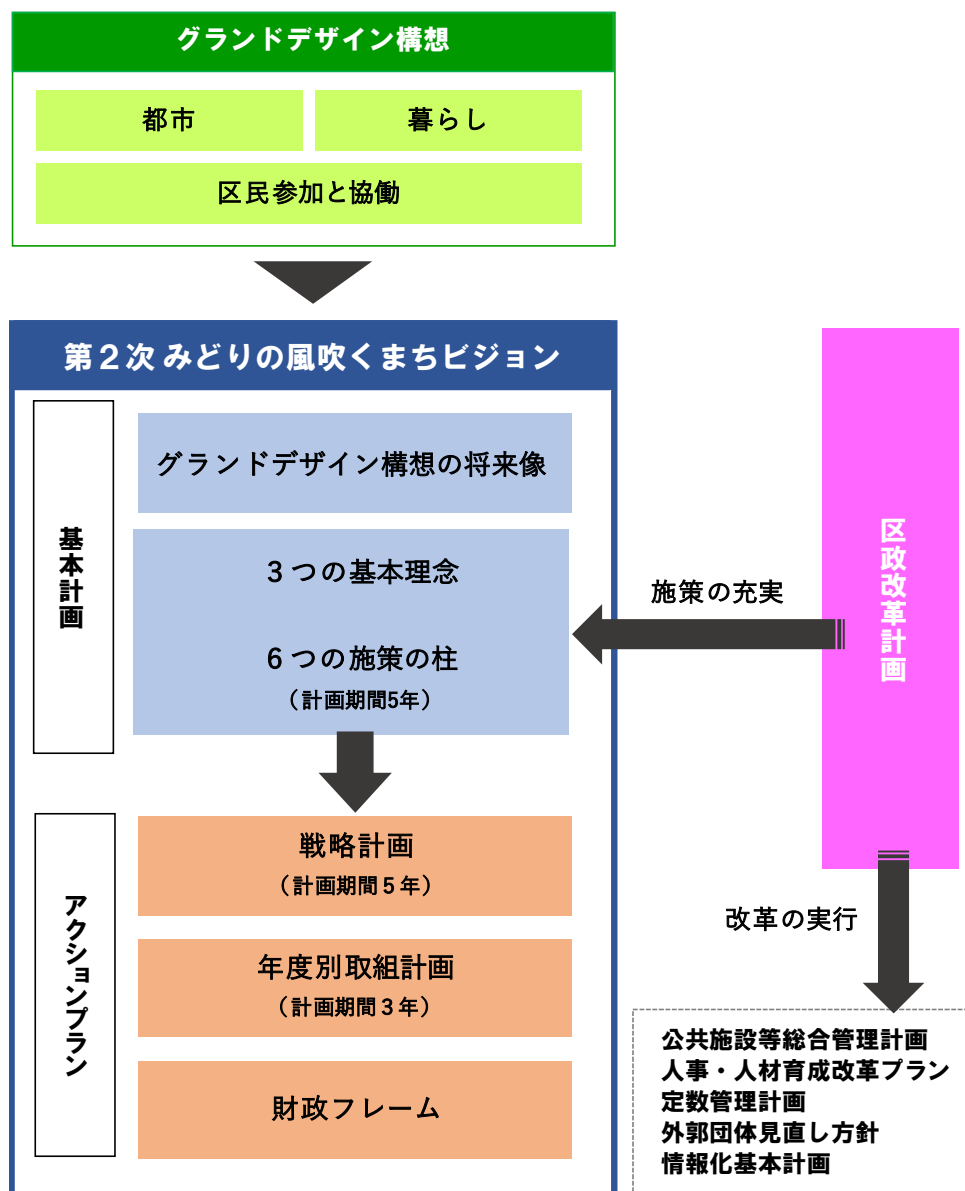 グランドデザイン構想
都市
暮らし
区民参加と協働
第２次 みどりの風吹くまちビジョン
基本計画
グランドデザイン構想の将来像
３つの基本理念
６つの施策の柱
（計画期間5年）
施策の充実
区政改革計画
アクションプラン
戦略計画
（計画期間５年）
年度別取組計画
（計画期間３年）
財政フレーム
改革の実行
公共施設等総合管理計画
人事・人材育成改革プラン
定数管理計画
外郭団体見直し方針
情報化基本計画